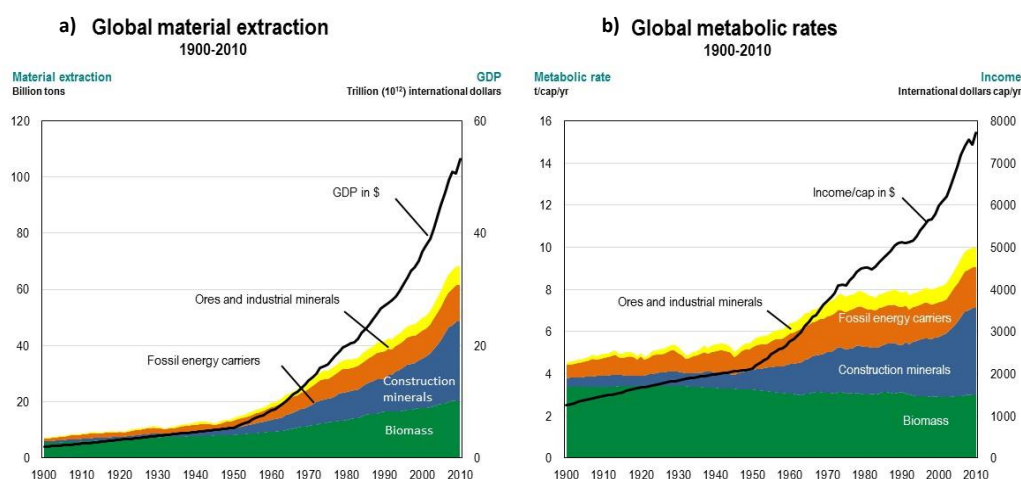 a) Global material extraction
1900-2010
Material extraction GDP
Billion tons Trillion (10¹²) international dollars
120 60
100
80 40
60
40 20
20
0 0
GDP in $
Ores and industrial minerals
Fossil energy carriers
Construction
minerals
Biomass
1900 1910 1920 1930 1940 1950 1960 1970 1980 1990 2000 2010
b) Global metabolic rates
1900-2010
Metabolic rate Income
t/cap/yr International dollars cap/yr
16 8000
14 7000
12 6000
10 5000
8 4000
6 3000
4 2000
2 1000
0 0
Income/cap in $
Ores and industrial minerals
Fossil energy carriers
Construction minerals
Biomass
1900 1910 1920 1930 1940 1950 1960 1970 1980 1990 2000 2010